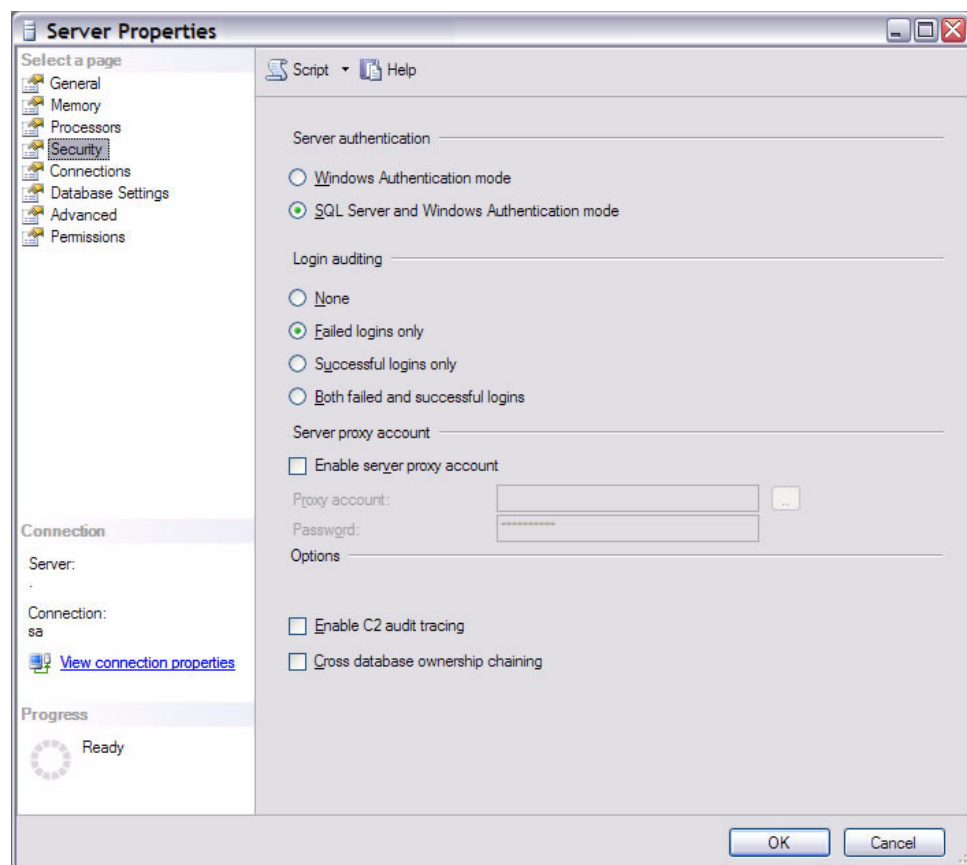 Server Properties
Select a page
General
Memory
Processors
Security
Connections
Database Settings
Advanced
Permissions
Connection
Server:
.
Connection:
sa
View connection properties
Progress
Ready
Script
Help
Server authentication
Windows Authentication mode
SQL Server and Windows Authentication mode
Login auditing
None
Failed logins only
Successful logins only
Both failed and successful logins
Server proxy account
Enable server proxy account
Proxy account:
..
Password:
**********
Options
Enable C2 audit tracing
Cross database ownership chaining
OK
Cancel